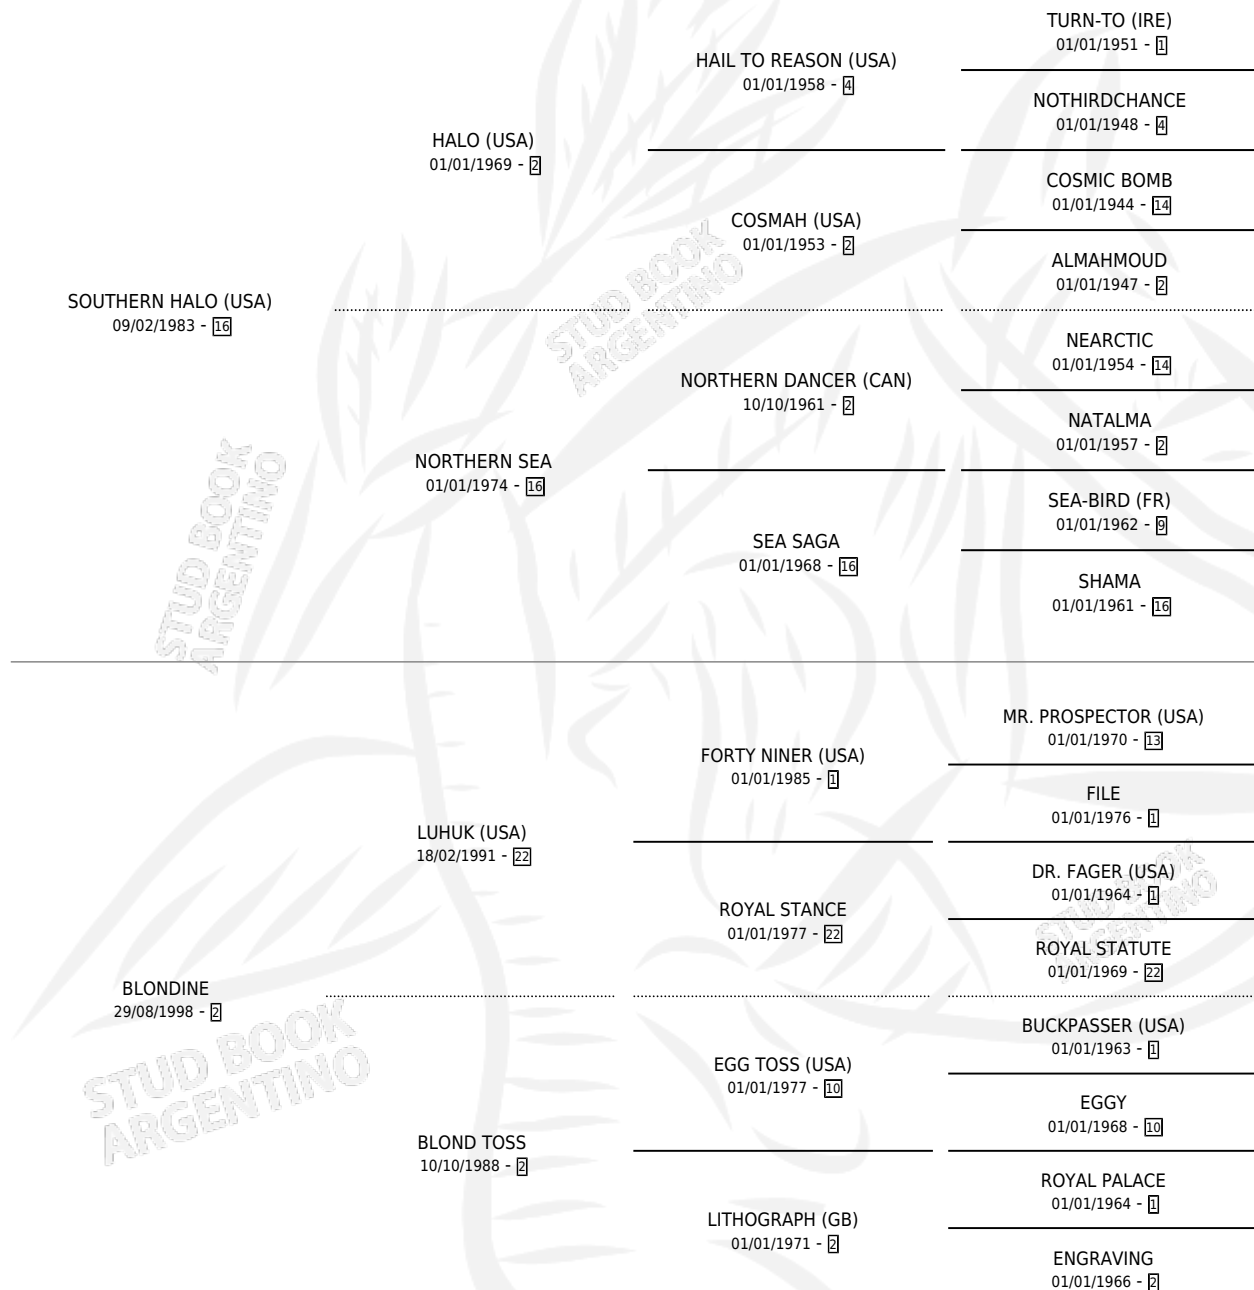 TURN-TO (IRE)
01/01/1951 - 1
HAIL TO REASON (USA)
01/01/1958 - 4
NOTHIRDCHANCE
01/01/1948 - 4
HALO (USA)
01/01/1969 - 2
COSMIC BOMB
01/01/1944 - 14
COSMAH (USA)
01/01/1953 - 2
ALMAHMOUD
01/01/1947 - 2
SOUTHERN HALO (USA)
09/02/1983 - 16
NEARCTIC
01/01/1954 - 14
NORTHERN DANCER (CAN)
10/10/1961 - 2
NATALMA
01/01/1957 - 2
NORTHERN SEA
01/01/1974 - 16
SEA-BIRD (FR)
01/01/1962 - 9
SEA SAGA
01/01/1968 - 16
SHAMA
01/01/1961 - 16
MR. PROSPECTOR (USA)
01/01/1970 - 13
FORTY NINER (USA)
01/01/1985 - 1
FILE
01/01/1976 - 1
LUHUK (USA)
18/02/1991 - 22
DR. FAGER (USA)
01/01/1964 - 1
ROYAL STANCE
01/01/1977 - 22
ROYAL STATUTE
01/01/1969 - 22
BLONDINE
29/08/1998 - 2
BUCKPASSER (USA)
01/01/1963 - 1
EGG TOSS (USA)
01/01/1977 - 10
EGGY
01/01/1968 - 10
BLOND TOSS
10/10/1988 - 2
ROYAL PALACE
01/01/1964 - 1
LITHOGRAPH (GB)
01/01/1971 - 2
ENGRAVING
01/01/1966 - 2
STUD BOOK
ARGENTINO
STUD BOOK
ARGENTINO
STUD BOOK
ARGENTINO
STUD BOOK
ARGENTINO